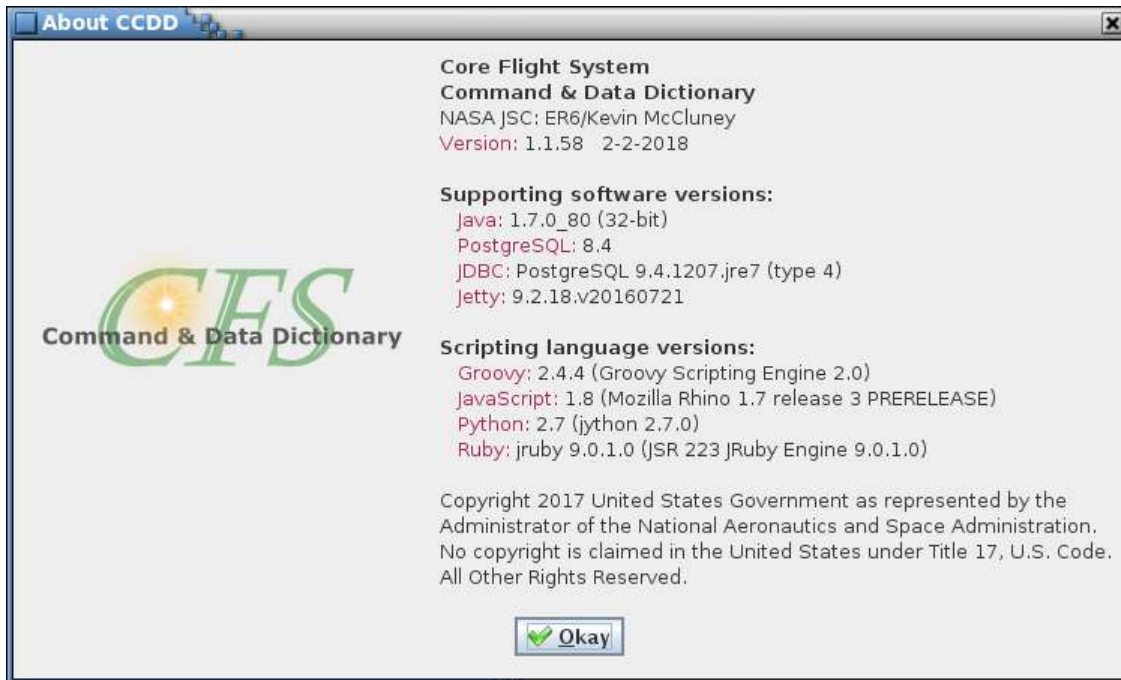 About CCDD
CFS
Command & Data Dictionary
Core Flight System
Command & Data Dictionary
NASA JSC: ER6/Kevin McCluney
Version: 1.1.58   2-2-2018
Supporting software versions:
Java: 1.7.0_80 (32-bit)
PostgreSQL: 8.4
JDBC: PostgreSQL 9.4.1207.jre7 (type 4)
Jetty: 9.2.18.v20160721
Scripting language versions:
Groovy: 2.4.4 (Groovy Scripting Engine 2.0)
JavaScript: 1.8 (Mozilla Rhino 1.7 release 3 PRERELEASE)
Python: 2.7 (jython 2.7.0)
Ruby: jruby 9.0.1.0 (JSR 223 JRuby Engine 9.0.1.0)
Copyright 2017 United States Government as represented by the
Administrator of the National Aeronautics and Space Administration.
No copyright is claimed in the United States under Title 17, U.S. Code.
All Other Rights Reserved.
Okay